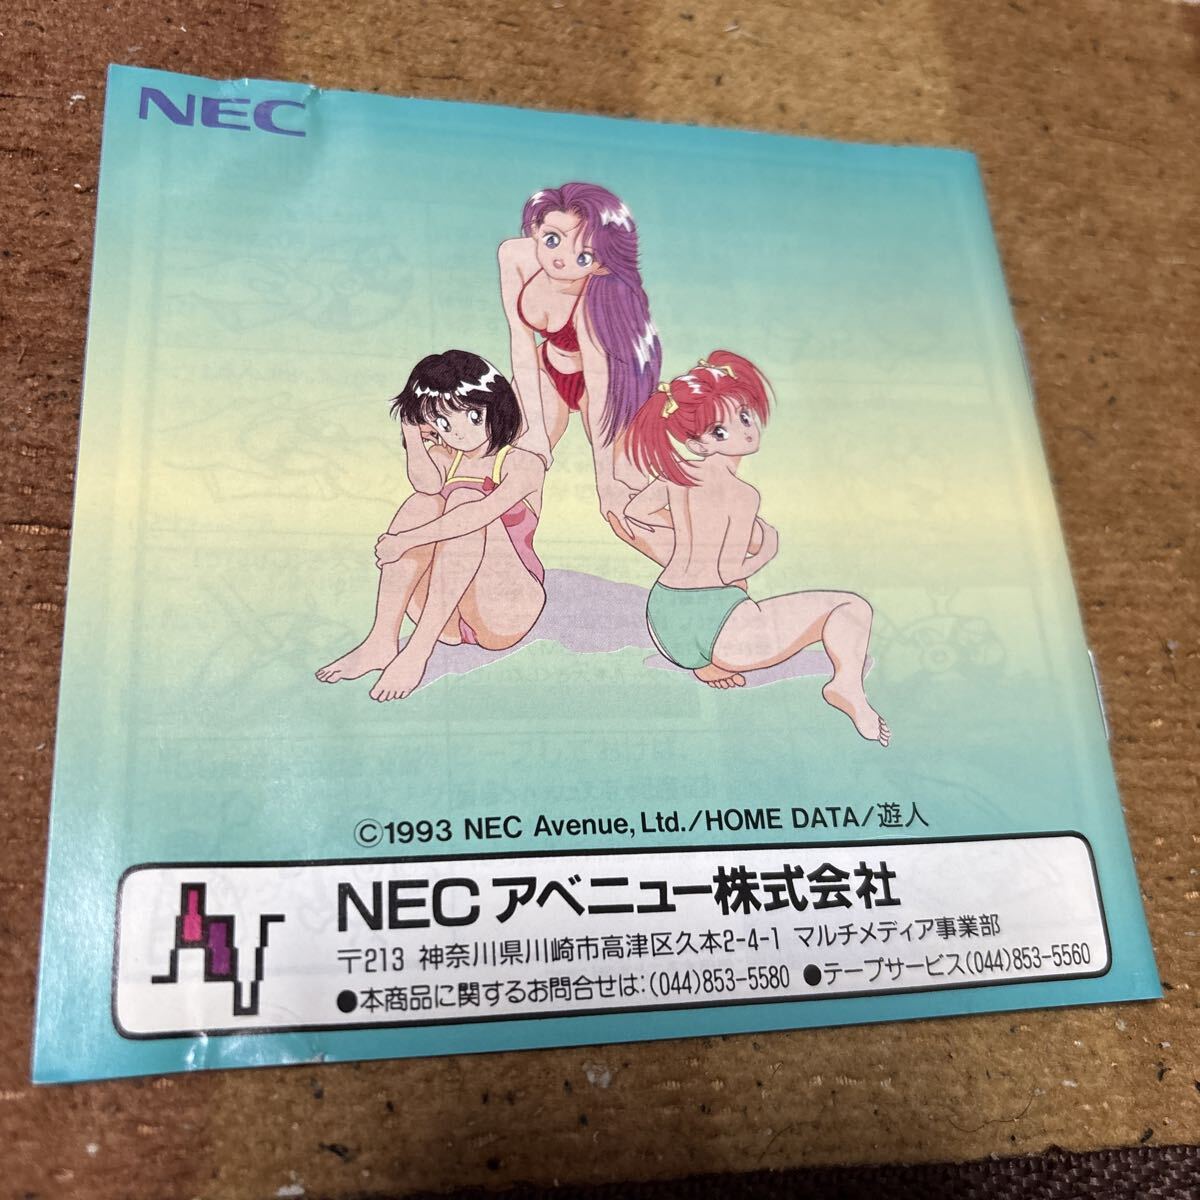 NEC
©1993 NEC Avenue, Ltd./HOME DATA/遊人
NECアベニュー株式会社
〒213 神奈川県川崎市高津区久本2-4-1 マルチメディア事業部
●本商品に関するお問合せは:(044)853-5580 ●テープサービス(044)853-5560